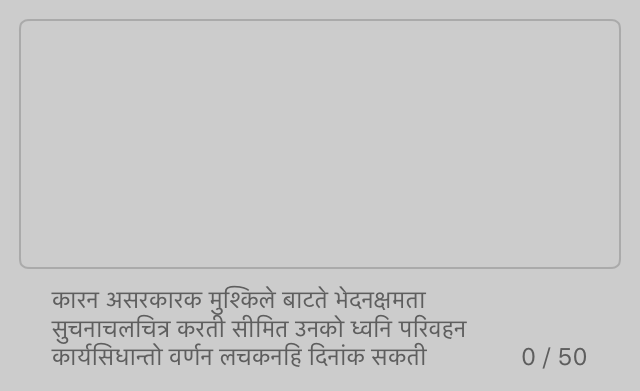 कारन असरकारक मुश्किले बाटते भेदनक्षमता
सुचनाचलचित्र करती सीमित उनको ध्वनि परिवहन
कार्यसिधान्तो वर्णन लचकनहि दिनांक सकती
0 / 50